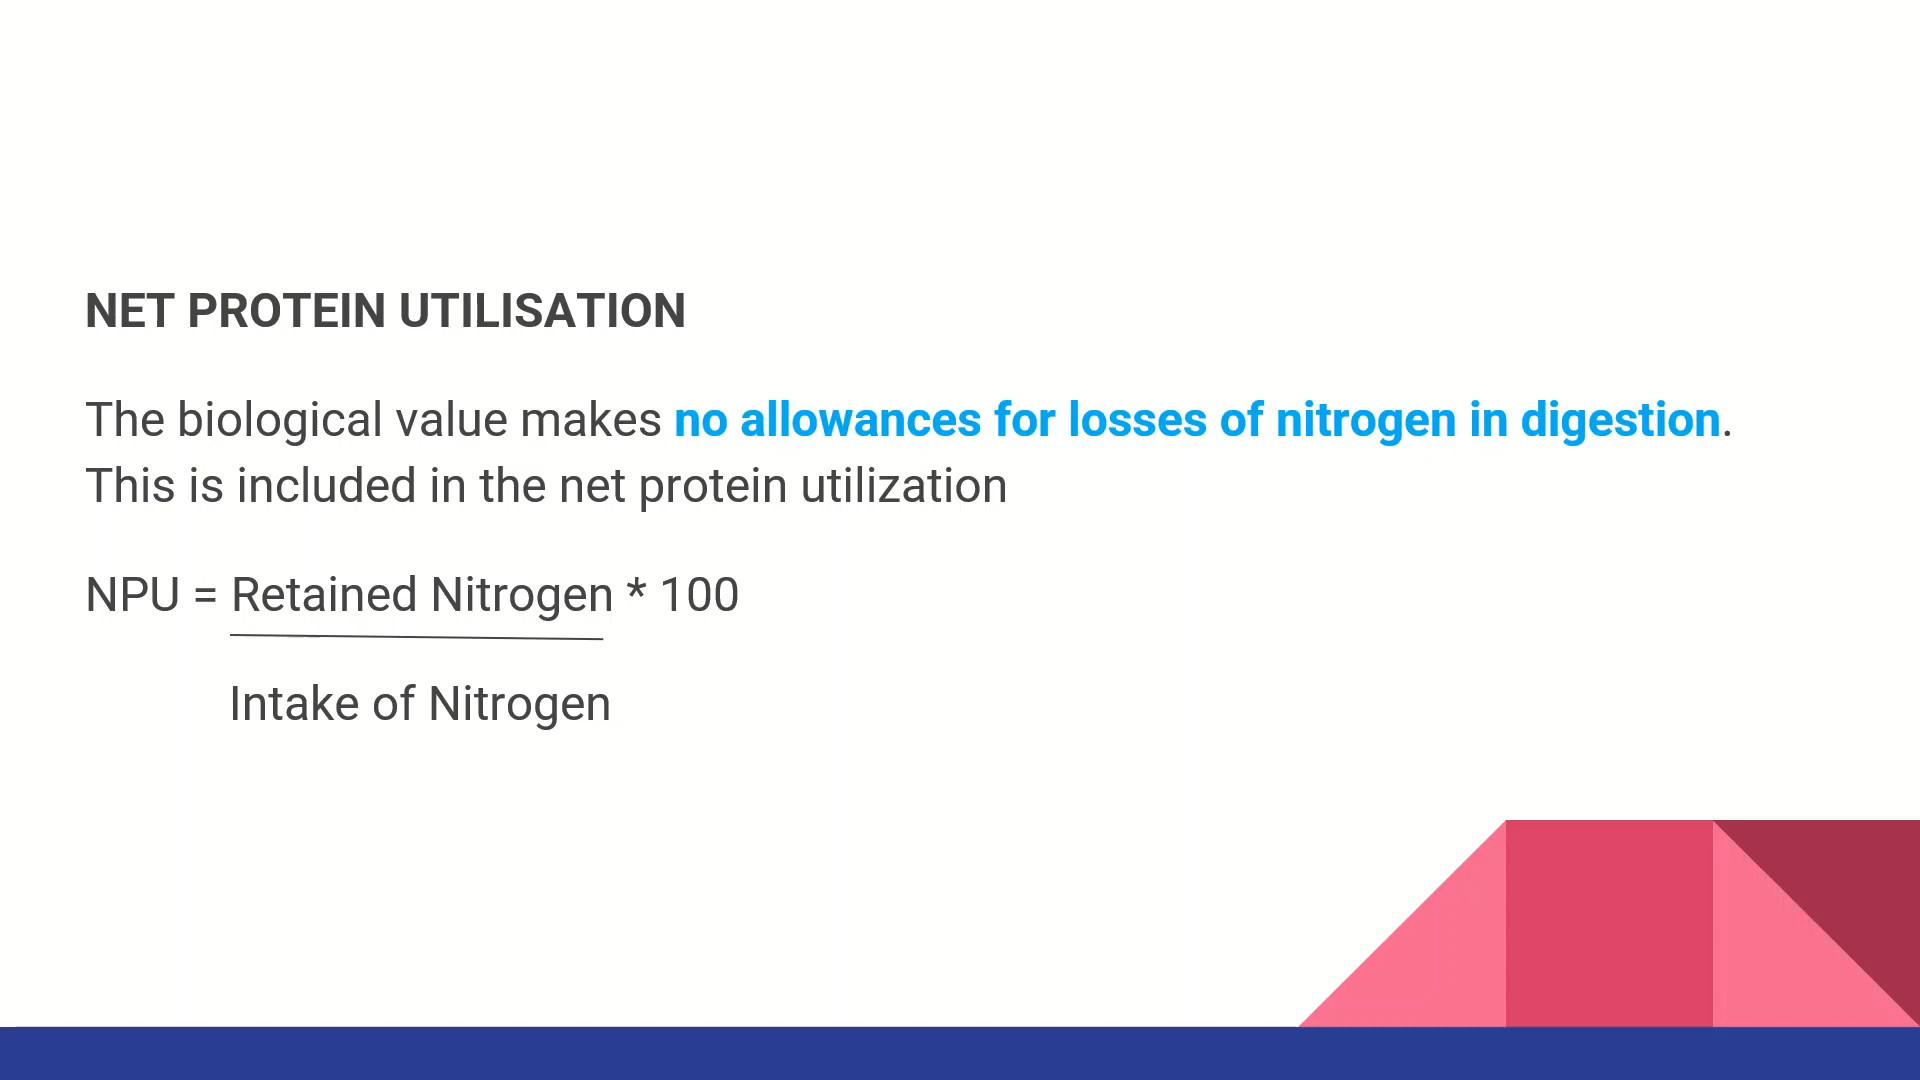 NET PROTEIN UTILISATION
The biological value makes no allowances for losses of nitrogen in digestion.
This is included in the net protein utilization
NPU = Retained Nitrogen * 100
Intake of Nitrogen